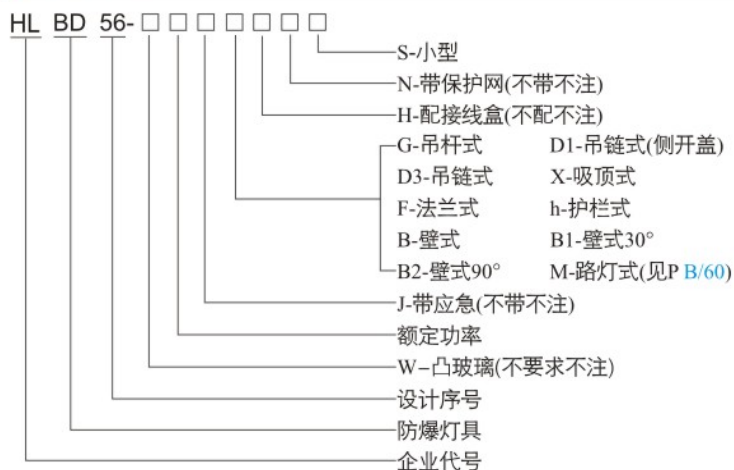 HL BD 56-□□□□□□□
S-小型
N-带保护网(不带不注)
H-配接线盒(不配不注)
G-吊杆式 D1-吊链式(侧开盖)
D3-吊链式 X-吸顶式
F-法兰式 h-护栏式
B-壁式 B1-壁式30°
B2-壁式90° M-路灯式(见P B/60)
J-带应急(不带不注)
额定功率
W-凸玻璃(不要求不注)
设计序号
防爆灯具
企业代号